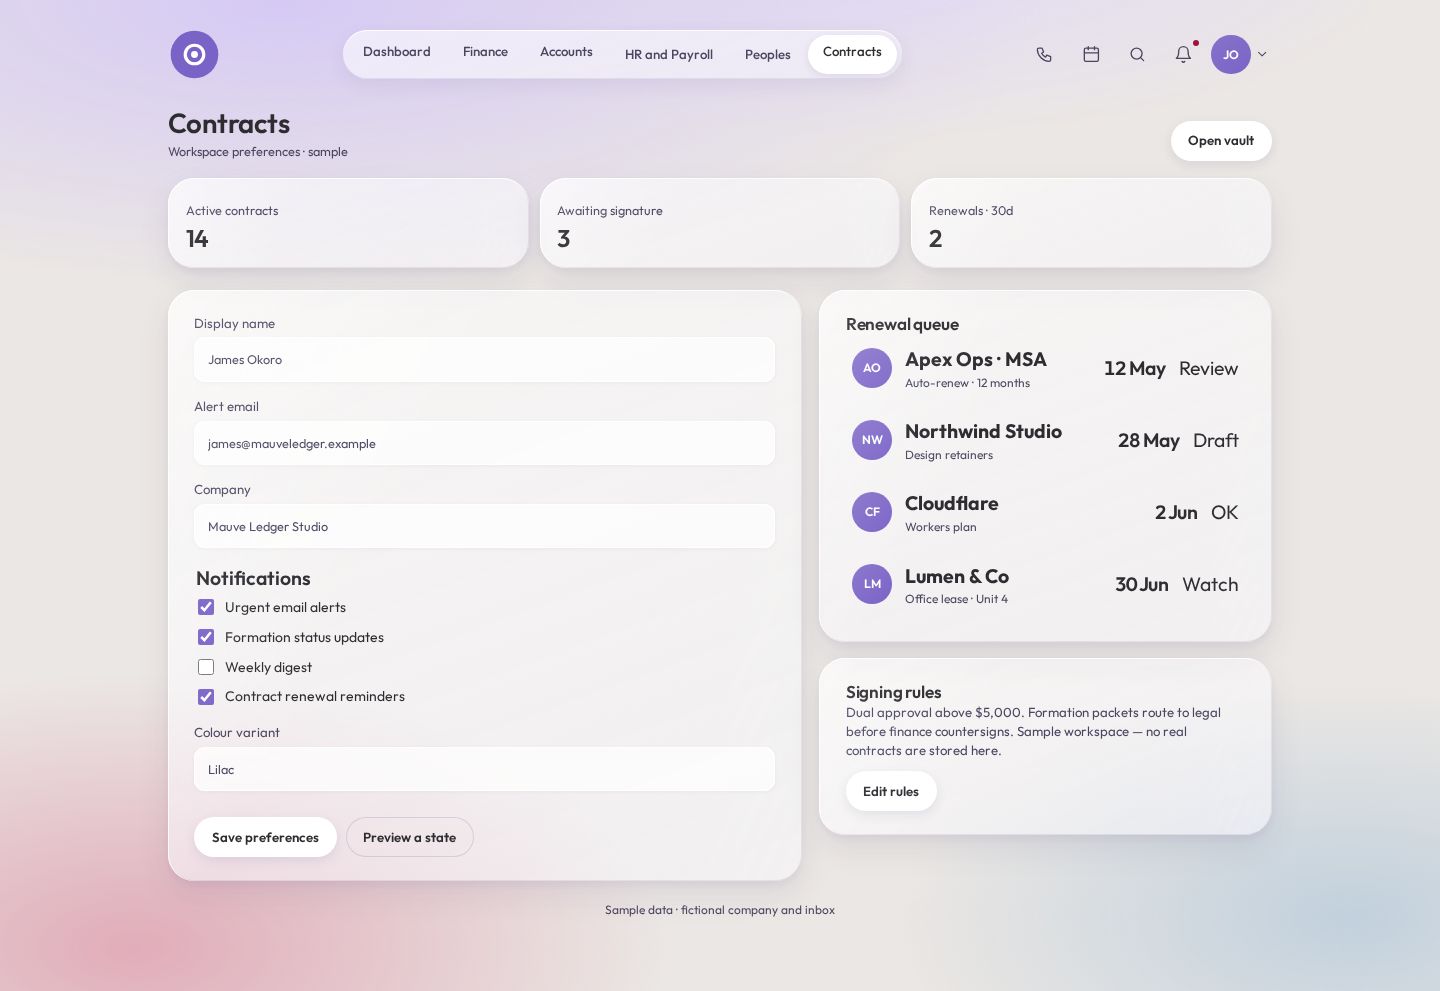 Dashboard
Finance
Accounts
HR and Payroll
Peoples
Contracts
JO
Contracts
Workspace preferences · sample
Open vault
Active contracts
14
Awaiting signature
3
Renewals · 30d
2
Display name
James Okoro
Alert email
james@mauveledger.example
Company
Mauve Ledger Studio
Notifications
Urgent email alerts
Formation status updates
Weekly digest
Contract renewal reminders
Colour variant
Lilac
Save preferences
Preview a state
Renewal queue
AO
Apex Ops · MSA
Auto-renew · 12 months
12 May
Review
NW
Northwind Studio
Design retainers
28 May
Draft
CF
Cloudflare
Workers plan
2 Jun
OK
LM
Lumen & Co
Office lease · Unit 4
30 Jun
Watch
Signing rules
Dual approval above $5,000. Formation packets route to legal
before finance countersigns. Sample workspace — no real
contracts are stored here.
Edit rules
Sample data · fictional company and inbox